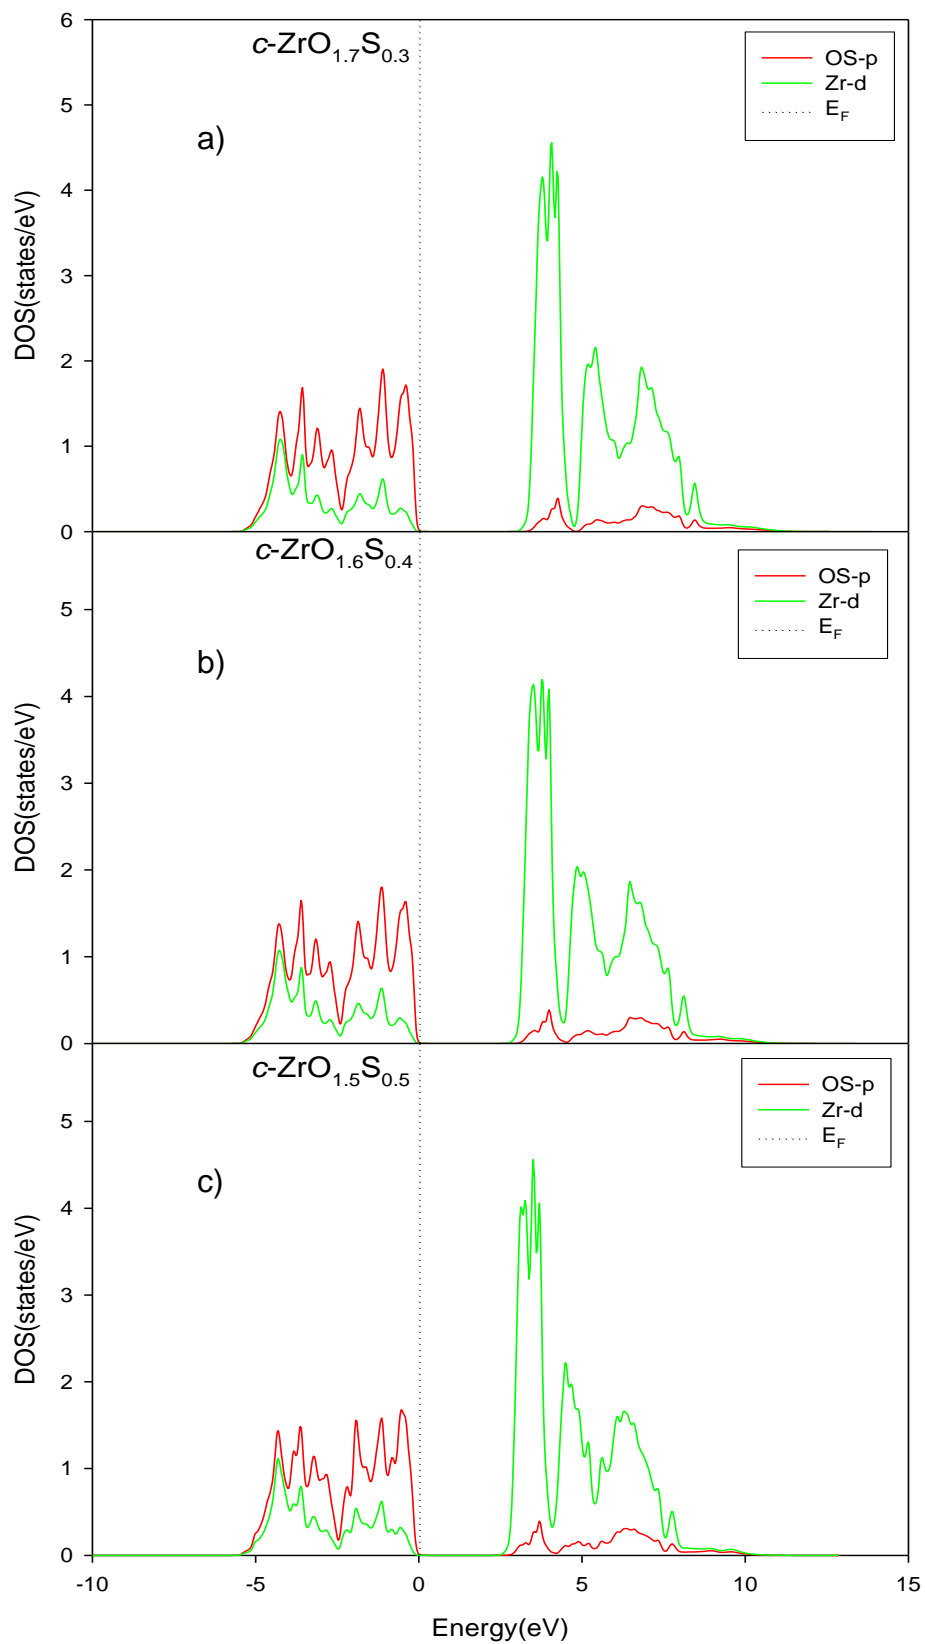 6
c-ZrO1.7S0.3
OS-p
Zr-d
EF
5
a)
4
DOS(states/eV)
3
2
1
0
c-ZrO1.6S0.4
OS-p
Zr-d
EF
5
b)
4
DOS(states/eV)
3
2
1
0
c-ZrO1.5S0.5
OS-p
Zr-d
EF
5
c)
4
DOS(states/eV)
3
2
1
0
-10 -5 0 5 10 15
Energy(eV)